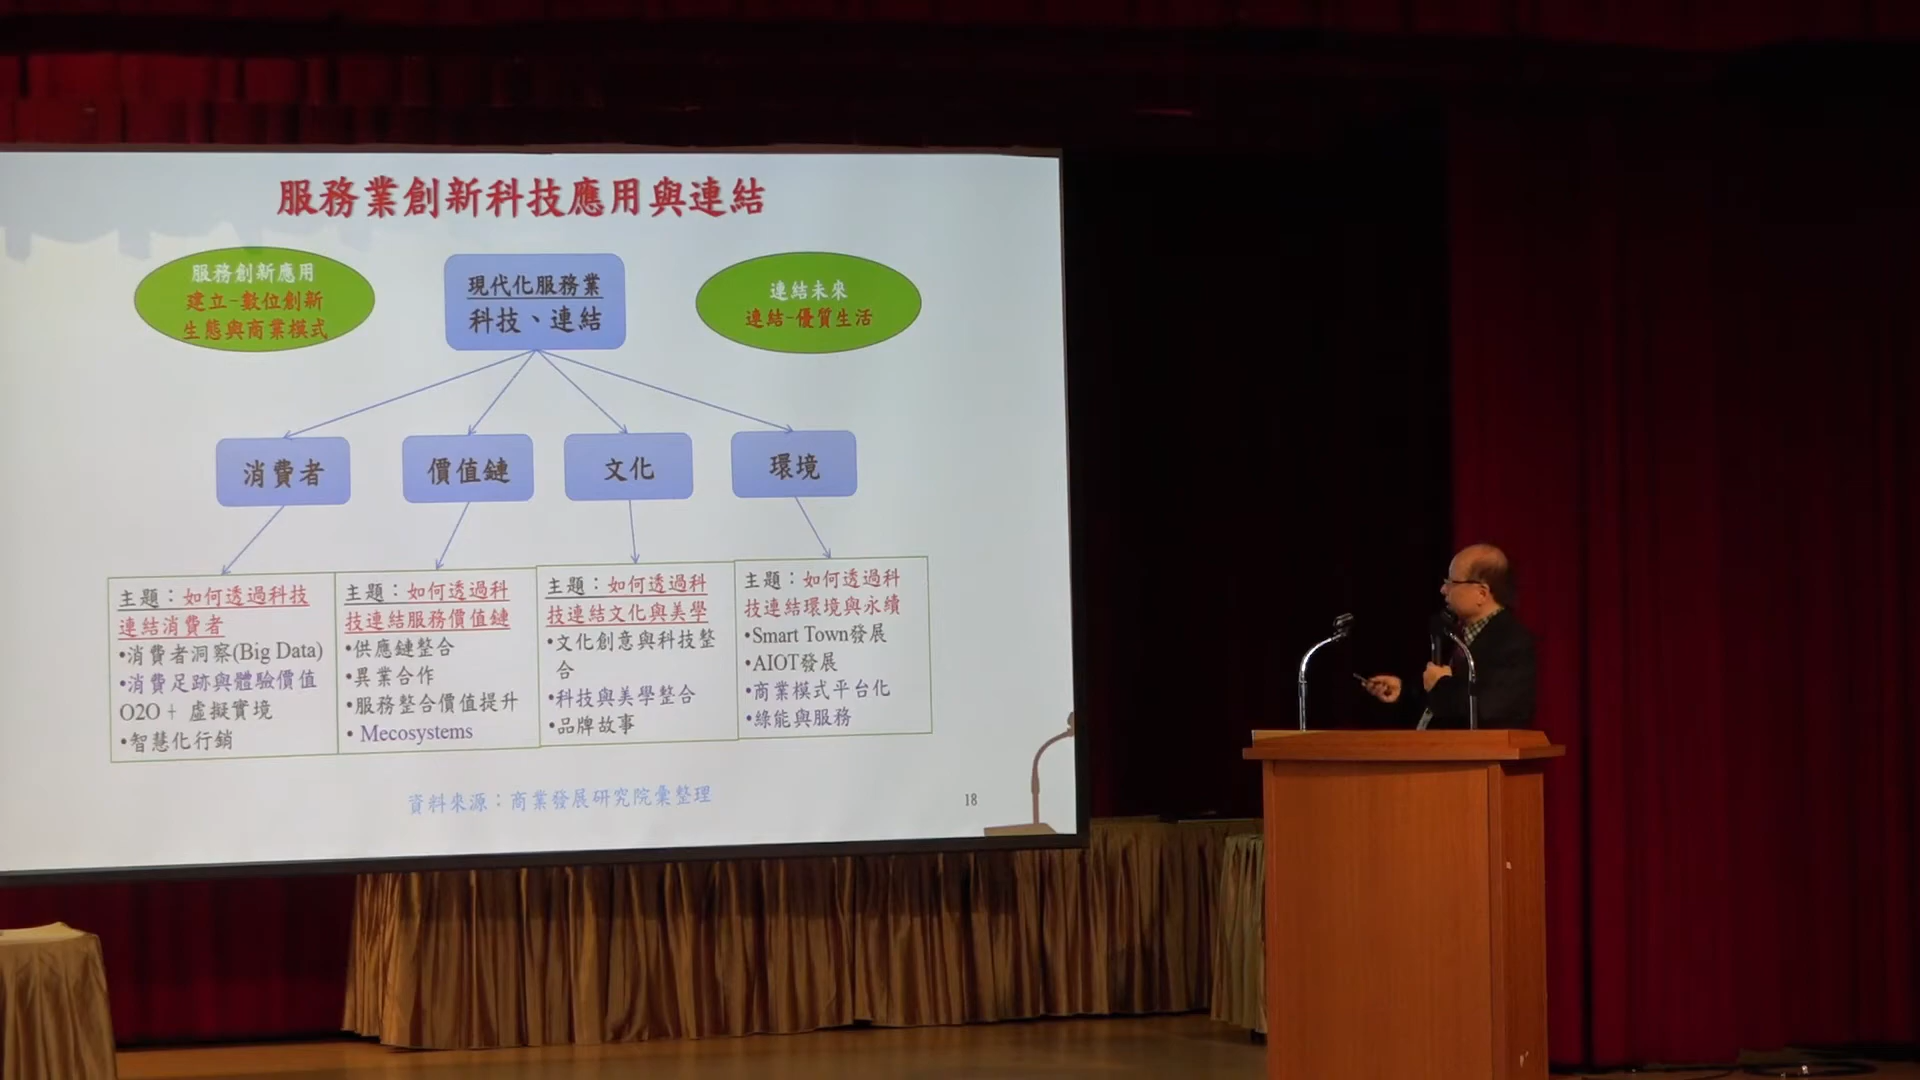 服務業創新科技應用與連結
服務創新應用
建立-數位創新
生態與商業模式
現代化服務業
科技、連結
連結未來
連結-優質生活
消費者
價值鏈
文化
環境
主題：如何透過科技
連結消費者
•消費者洞察(Big Data)
•消費足跡與體驗價值
O2O + 虛擬實境
•智慧化行銷
主題：如何透過科
技連結服務價值鏈
•供應鏈整合
•異業合作
•服務整合價值提升
• Mecosystems
主題：如何透過科
技連結文化與美學
•文化創意與科技整
合
•科技與美學整合
•品牌故事
主題：如何透過科
技連結環境與永續
•Smart Town發展
•AIOT發展
•商業模式平台化
•綠能與服務
資料來源：商業發展研究院彙整理
18